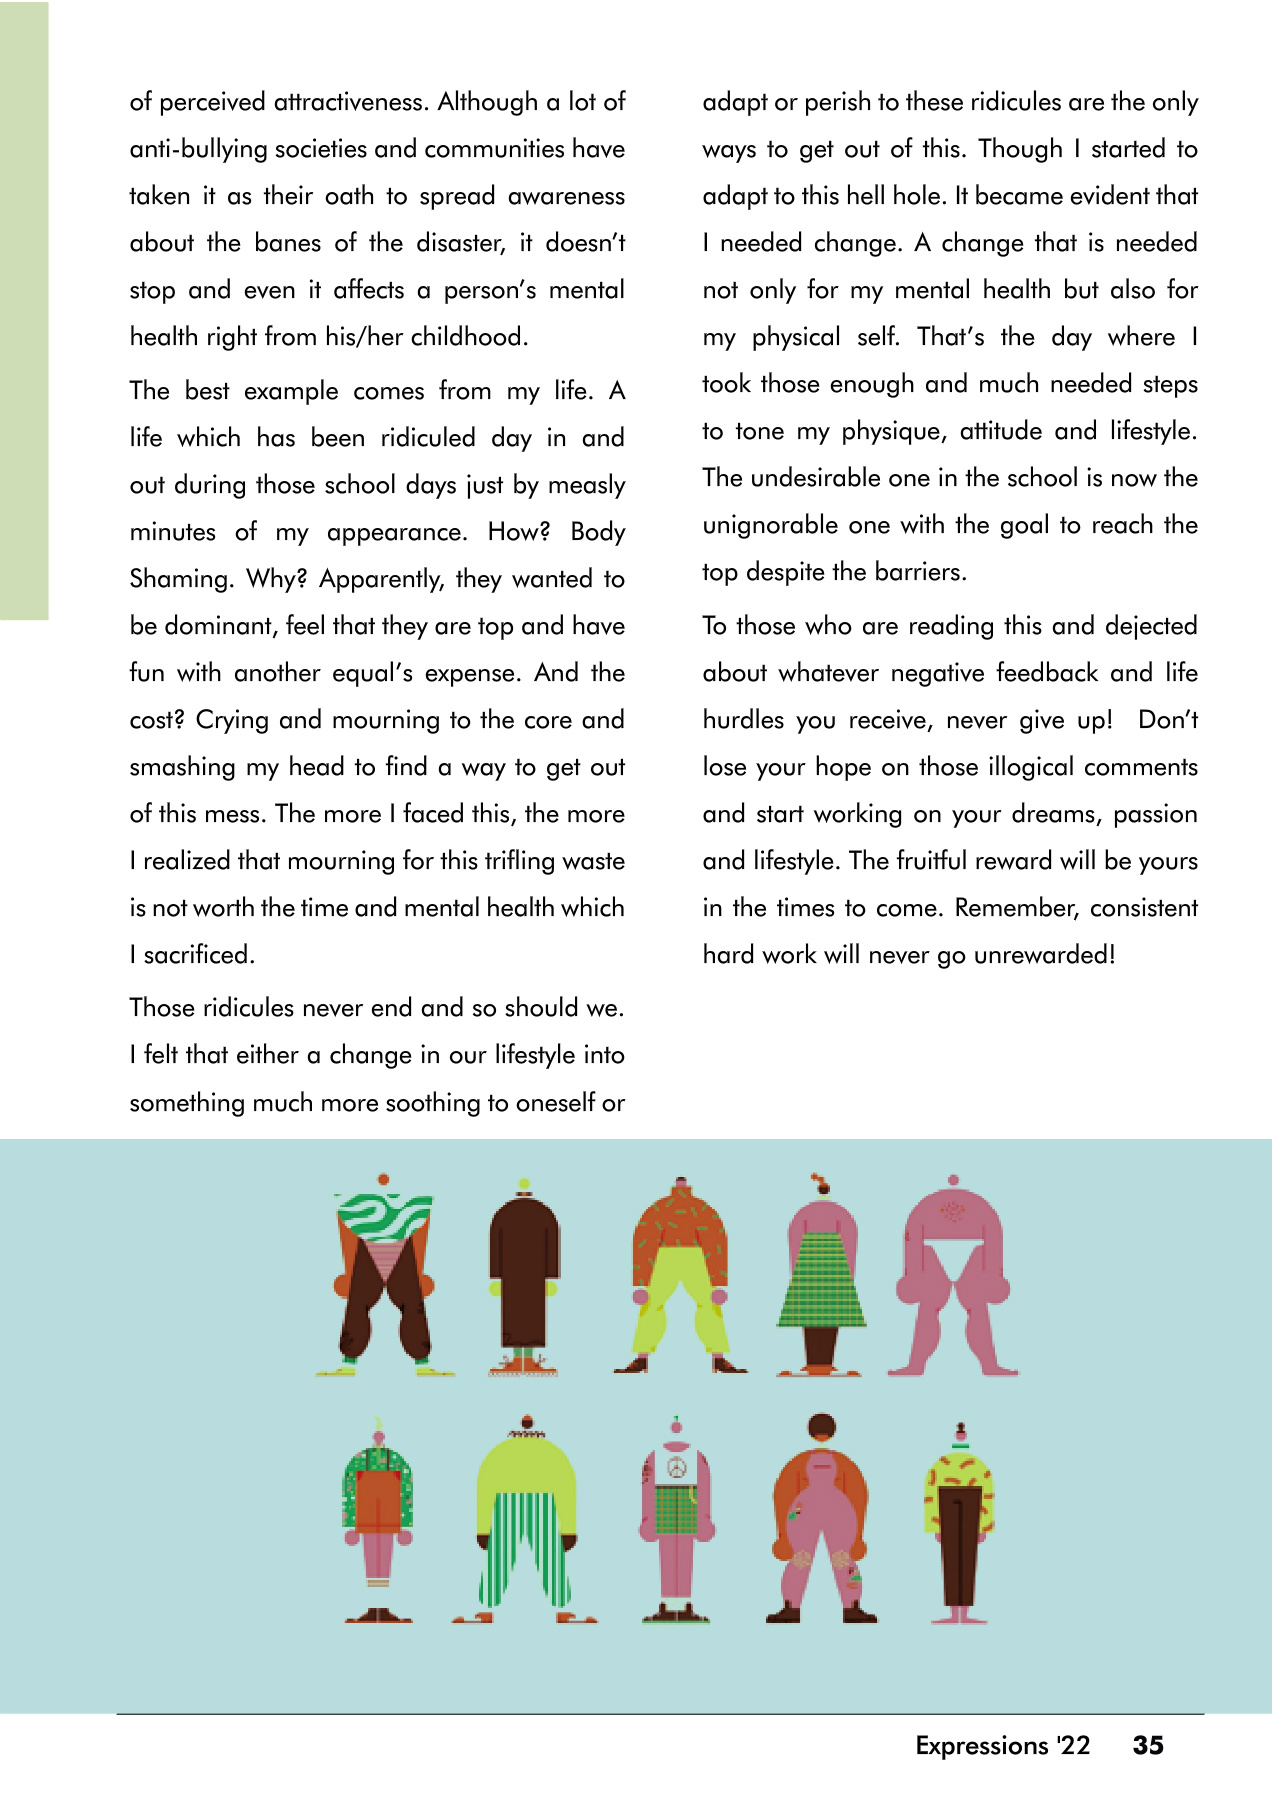 of perceived attractiveness. Although a lot of
anti-bullying societies and communities have
taken it as their oath to spread awareness
about the banes of the disaster, it doesn’t
stop and even it affects a person’s mental
health right from his/her childhood.
The best example comes from my life. A
life which has been ridiculed day in and
out during those school days just by measly
minutes of my appearance. How? Body
Shaming. Why? Apparently, they wanted to
be dominant, feel that they are top and have
fun with another equal’s expense. And the
cost? Crying and mourning to the core and
smashing my head to find a way to get out
of this mess. The more I faced this, the more
I realized that mourning for this trifling waste
is not worth the time and mental health which
I sacrificed.
Those ridicules never end and so should we.
I felt that either a change in our lifestyle into
something much more soothing to oneself or
adapt or perish to these ridicules are the only
ways to get out of this. Though I started to
adapt to this hell hole. It became evident that
I needed change. A change that is needed
not only for my mental health but also for
my physical self. That’s the day where I
took those enough and much needed steps
to tone my physique, attitude and lifestyle.
The undesirable one in the school is now the
unignorable one with the goal to reach the
top despite the barriers.
To those who are reading this and dejected
about whatever negative feedback and life
hurdles you receive, never give up! Don’t
lose your hope on those illogical comments
and start working on your dreams, passion
and lifestyle. The fruitful reward will be yours
in the times to come. Remember, consistent
hard work will never go unrewarded!
Expressions '22 35